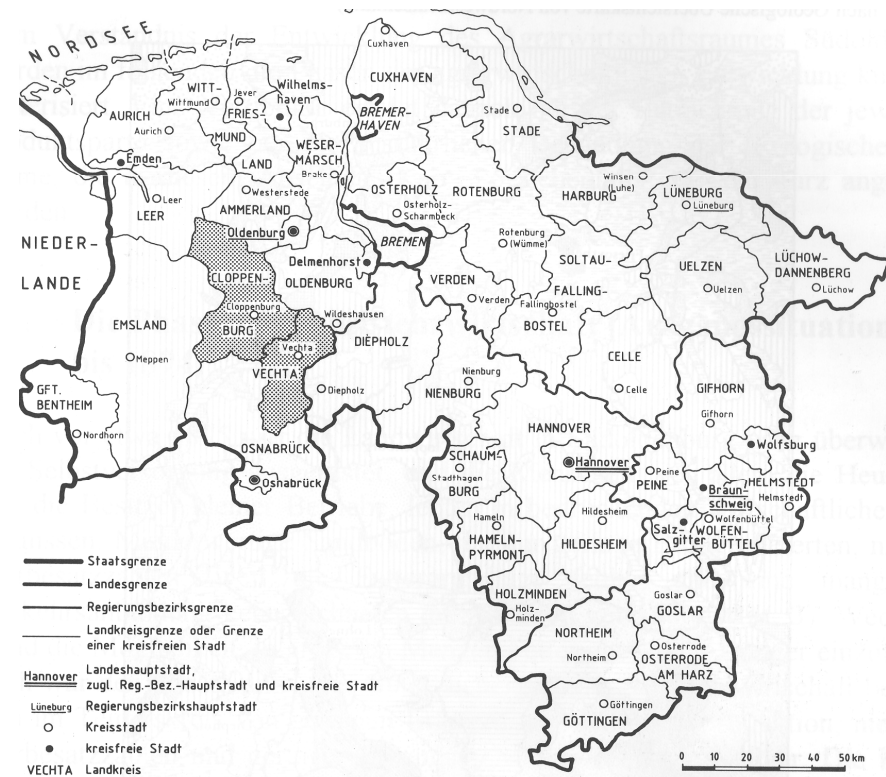 NORDSEE
Cuxhaven
CUXHAVEN
WITT-
Wittmund
Jever
FRIES-
Wilhelms-
haven
BREMER-
HAVEN
Stade
STADE
AURICH
Aurich
MUND
LAND
WESER-
MARSCH
Brake
Emden
Leer
LEER
Westerstede
AMMERLAND
OSTERHOLZ
Osterholz-
Scharmbeck
ROTENBURG
Rotenburg
(Wümme)
Winsen
(Luhe)
HARBURG
LÜNEBURG
Lüneburg
NIEDER-
LANDE
Oldenburg
BREMEN
Delmenhorst
OLDENBURG
CLOPPEN-
Cloppenburg
BURG
Wildeshausen
VERDEN
Verden
SOLTAU-
FALLING-
Fallingbostel
BOSTEL
UELZEN
Uelzen
LÜCHOW-
DANNENBERG
Lüchow
EMSLAND
Meppen
Vechta
VECHTA
DIEPHOLZ
Diepholz
Nienburg
NIENBURG
CELLE
Celle
GIFHORN
Gifhorn
GFT.
BENTHEIM
Nordhorn
OSNABRÜCK
Osnabrück
HANNOVER
Hannover
SCHAUM-
Stadthagen
BURG
Peine
PEINE
Wolfsburg
HELMSTEDT
Helmstedt
Braun-
schweig
Wolfenbüttel
Salz-
gitter
WOLFEN-
BÜTTEL
Hameln
HAMELN-
PYRMONT
Hildesheim
HILDESHEIM
HOLZMINDEN
Holz-
minden
Goslar
GOSLAR
NORTHEIM
Northeim
Osterrode
OSTERRODE
AM HARZ
Göttingen
GÖTTINGEN
Staatsgrenze
Landesgrenze
Regierungsbezirksgrenze
Landkreisgrenze oder Grenze
einer kreisfreien Stadt
Hannover Landeshauptstadt,
zugl. Reg.-Bez.-Hauptstadt und kreisfreie Stadt
Lüneburg Regierungsbezirkshauptstadt
Kreisstadt
kreisfreie Stadt
VECHTA Landkreis
0 10 20 30 40 50 km